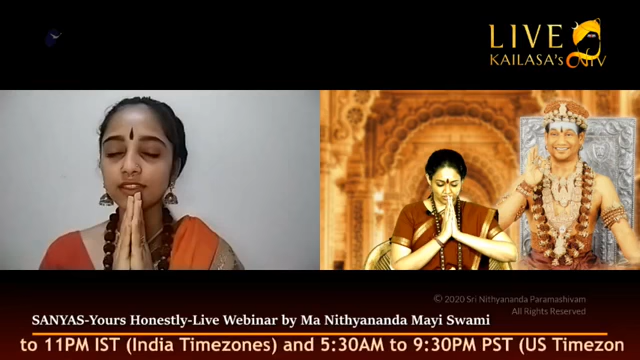 LIVE
KAILASA's
TV
© 2020 Sri Nithyananda Paramashivam
All Rights Reserved
SANYAS-Yours Honestly-Live Webinar by Ma Nithyananda Mayi Swami
to 11PM IST (India Timezones) and 5:30AM to 9:30PM PST (US Timezon